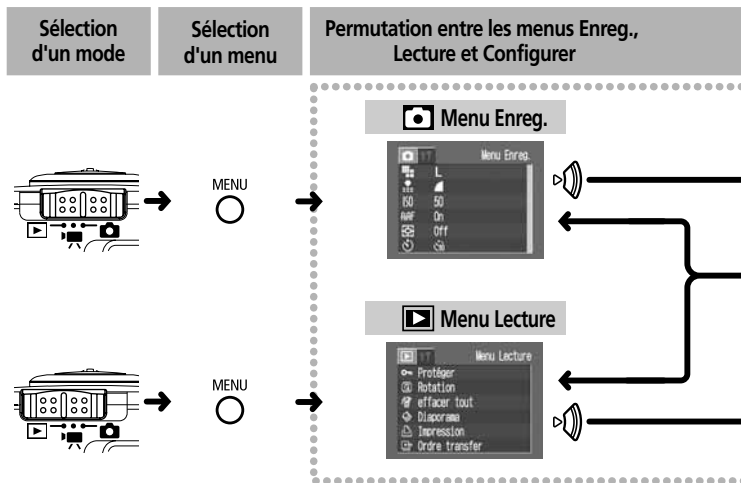 Sélection
d'un mode
Sélection
d'un menu
Permutation entre les menus Enreg.,
Lecture et Configurer
Menu Enreg.
Menu Enreg.
L
ISO 50
AiAF On
Off
MENU
Menu Lecture
Menu Lecture
Protéger
Rotation
effacer tout
Diaporama
Impression
Ordre transfer
MENU